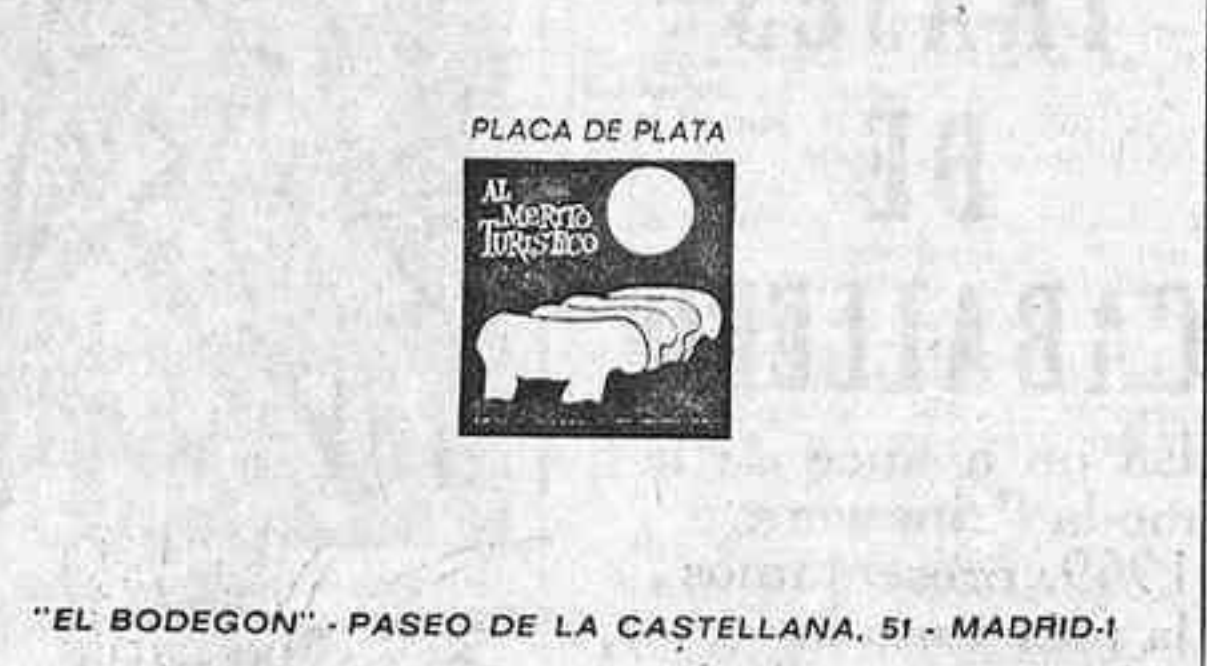 PLACA DE PLATA
AL
MERITO
TURISTICO
"EL BODEGON" - PASEO DE LA CASTELLANA, 51 - MADRID-1